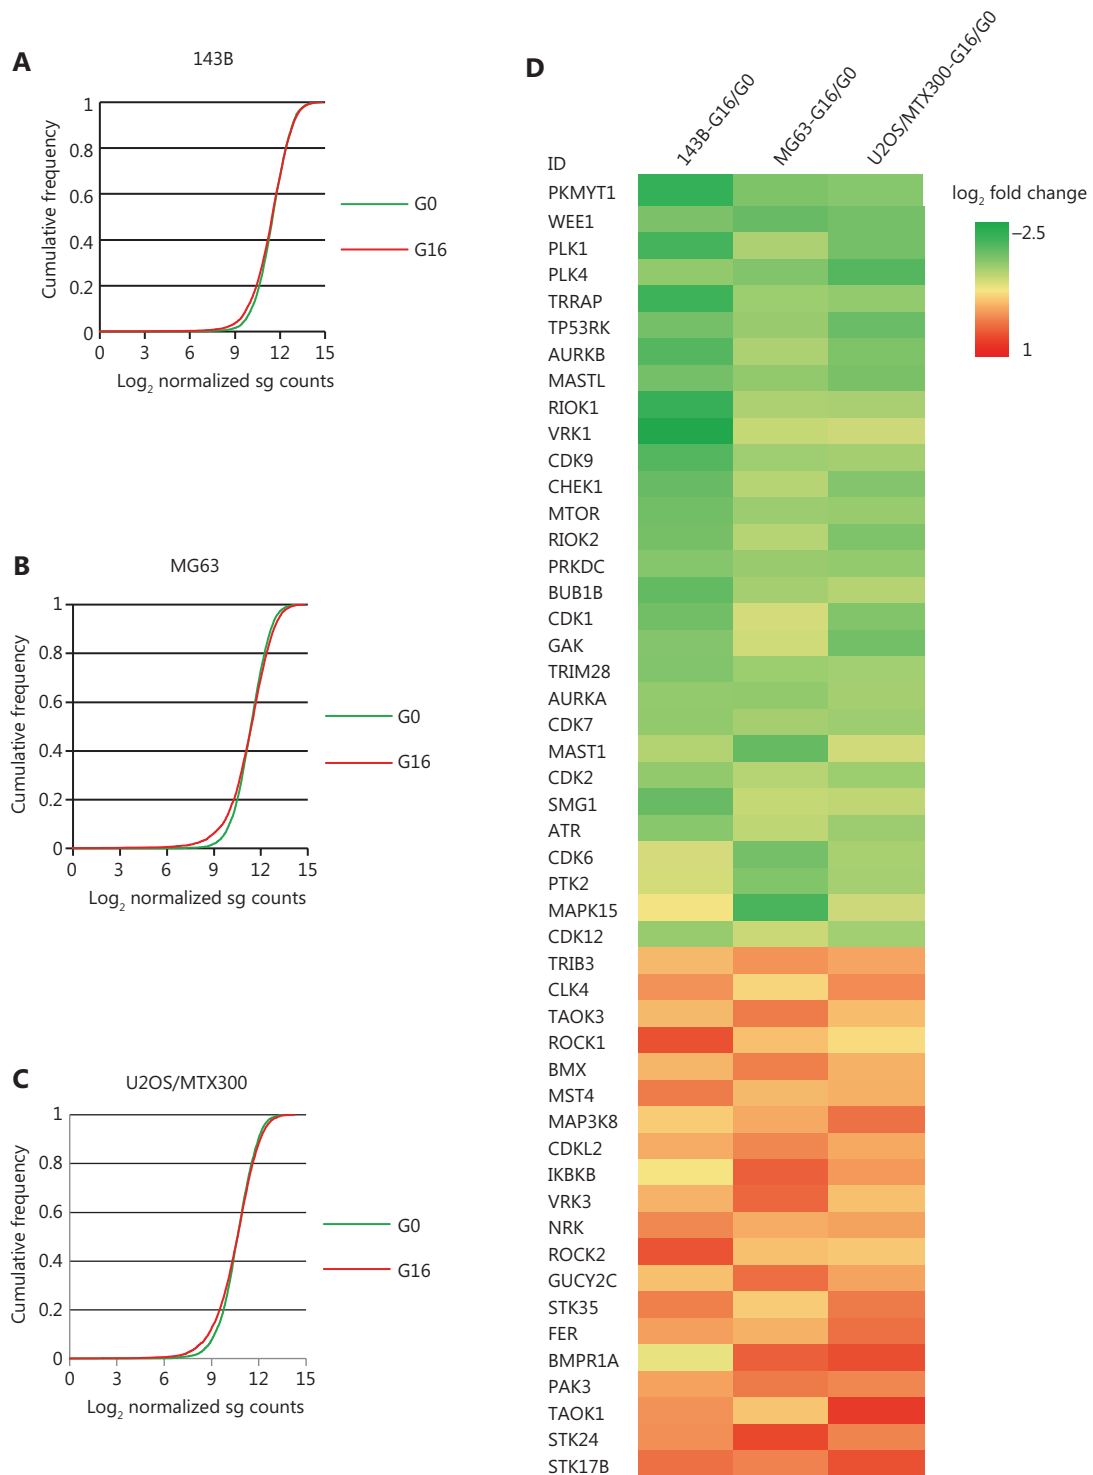 A
143B
Cumulative frequency
1
0.8
0.6
0.4
0.2
0
0 3 6 9 12 15
Log2 normalized sg counts
G0
G16
B
MG63
Cumulative frequency
1
0.8
0.6
0.4
0.2
0
0 3 6 9 12 15
Log2 normalized sg counts
G0
G16
C
U2OS/MTX300
Cumulative frequency
1
0.8
0.6
0.4
0.2
0
0 3 6 9 12 15
Log2 normalized sg counts
G0
G16
D
ID
143B-G16/G0
MG63-G16/G0
U2OS/MTX300-G16/G0
PKMYT1
WEE1
PLK1
PLK4
TRRAP
TP53RK
AURKB
MASTL
RIOK1
VRK1
CDK9
CHEK1
MTOR
RIOK2
PRKDC
BUB1B
CDK1
GAK
TRIM28
AURKA
CDK7
MAST1
CDK2
SMG1
ATR
CDK6
PTK2
MAPK15
CDK12
TRIB3
CLK4
TAOK3
ROCK1
BMX
MST4
MAP3K8
CDKL2
IKBKB
VRK3
NRK
ROCK2
GUCY2C
STK35
FER
BMPR1A
PAK3
TAOK1
STK24
STK17B
log2 fold change
–2.5
1